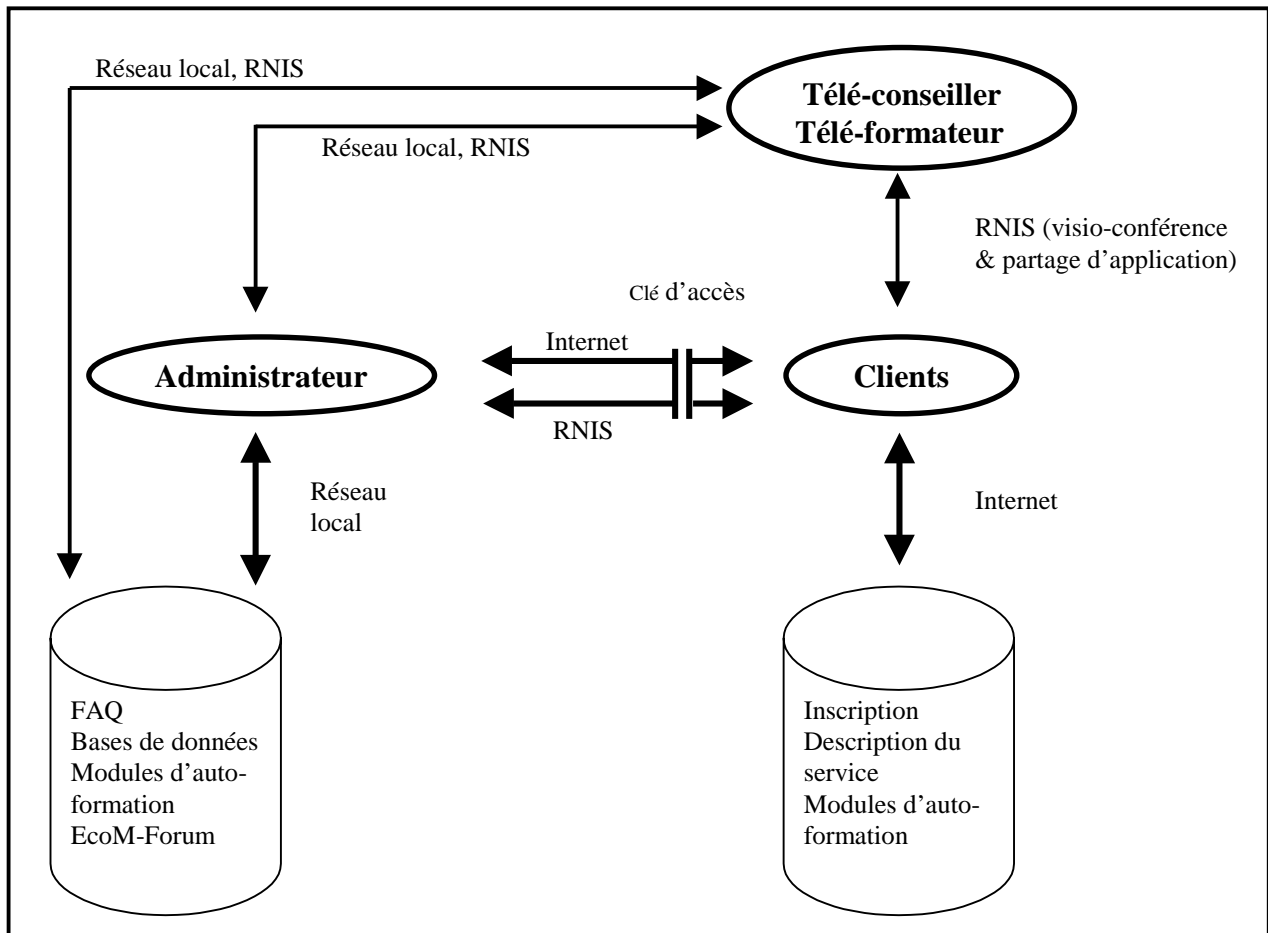 Réseau local, RNIS
Télé-conseiller
Télé-formateur
Réseau local, RNIS
RNIS (visio-conférence
& partage d’application)
Clé d’accès
Internet
Administrateur
Clients
RNIS
Réseau
local
Internet
FAQ
Bases de données
Modules d’auto-
formation
EcoM-Forum
Inscription
Description du
service
Modules d’auto-
formation